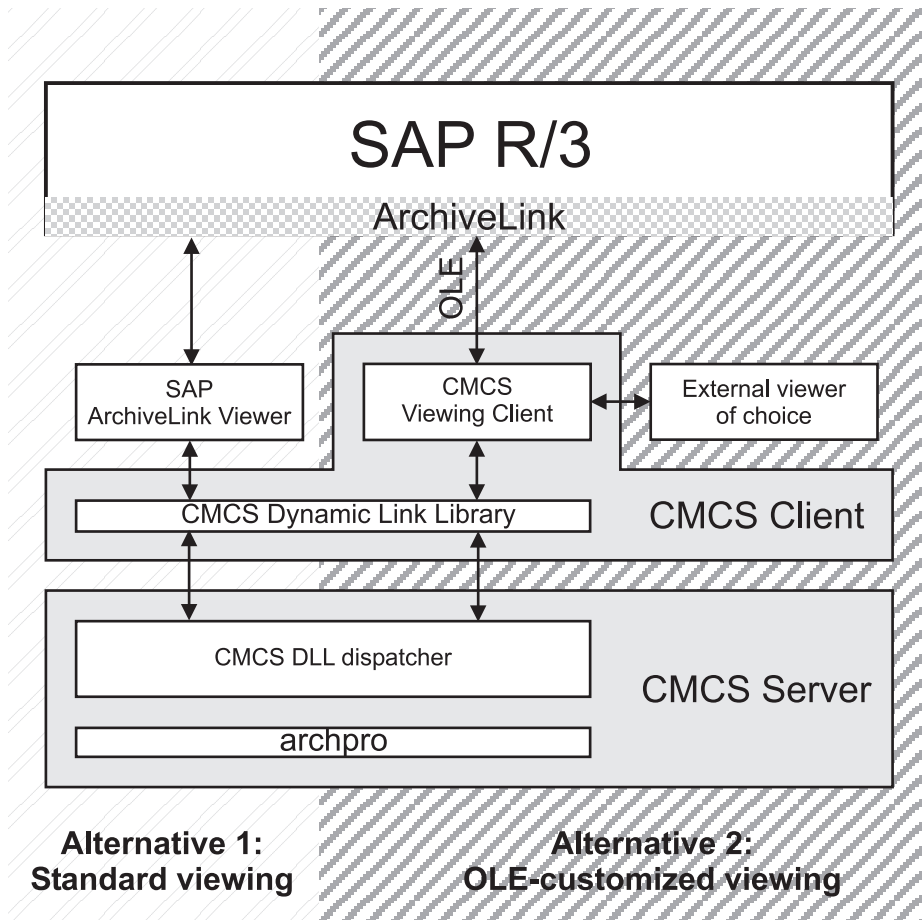 SAP R/3
ArchiveLink
OLE
SAP
ArchiveLink Viewer
CMCS
Viewing Client
External viewer
of choice
CMCS Dynamic Link Library
CMCS Client
CMCS DLL dispatcher
CMCS Server
archpro
Alternative 1:
Standard viewing
Alternative 2:
OLE-customized viewing